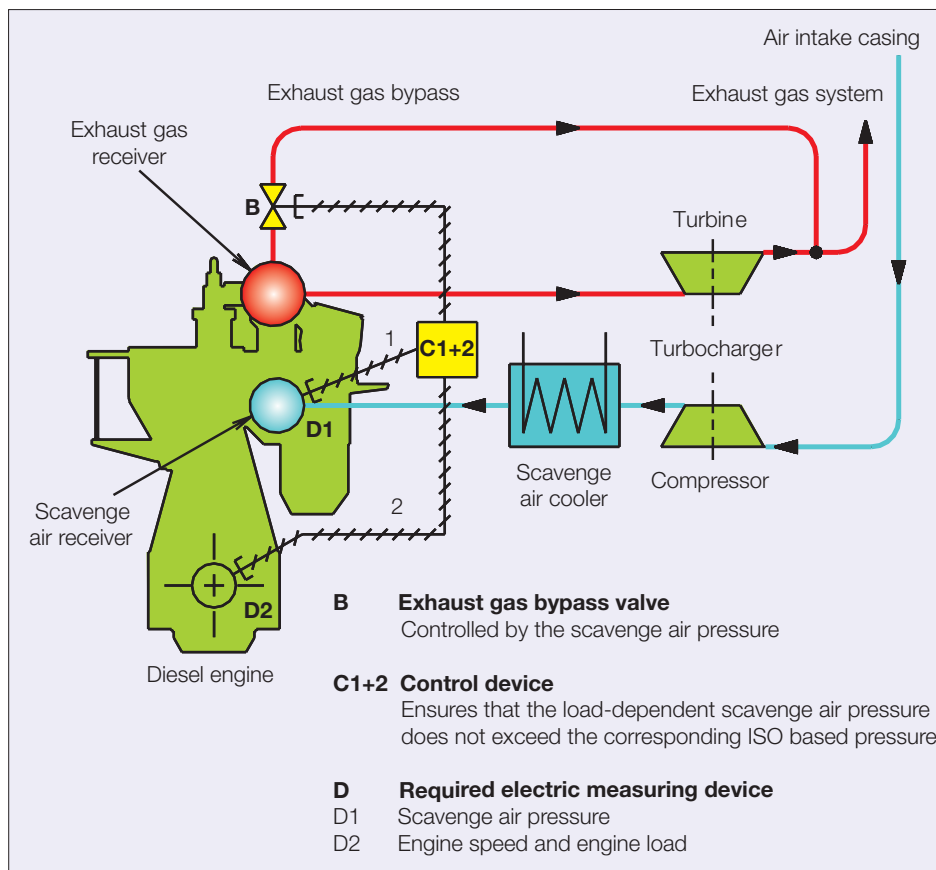 Air intake casing
Exhaust gas bypass
Exhaust gas system
Exhaust gas
receiver
B
Turbine
1
C1+2
Turbocharger
D1
Scavenge
air cooler
Compressor
Scavenge
air receiver
2
D2
Diesel engine
B Exhaust gas bypass valve
Controlled by the scavenge air pressure
C1+2 Control device
Ensures that the load-dependent scavenge air pressure
does not exceed the corresponding ISO based pressure
D Required electric measuring device
D1 Scavenge air pressure
D2 Engine speed and engine load